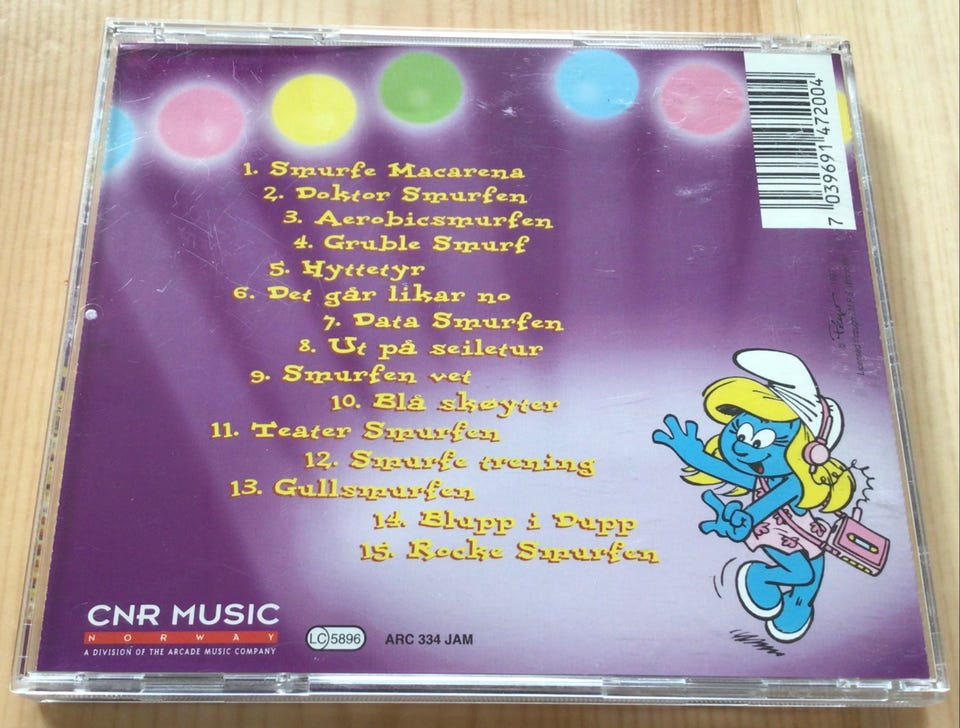 1. Smurfe Macarena
2. Doktor Smurfen
3. Aerobicsmurfen
4. Gruble Smurf
5. Hyttetyr
6. Det går likar no
7. Data Smurfen
8. Ut på seiletur
9. Smurfen vet
10. Blå skøyter
11. Teater Smurfen
12. Smurfe trening
13. Gullsmurfen
14. Blupp i Dupp
15. Rocke Smurfen
7 039691 472004
© Peyo
CNR MUSIC
NORWAY
A DIVISION OF THE ARCADE MUSIC COMPANY
LC 5896
ARC 334 JAM